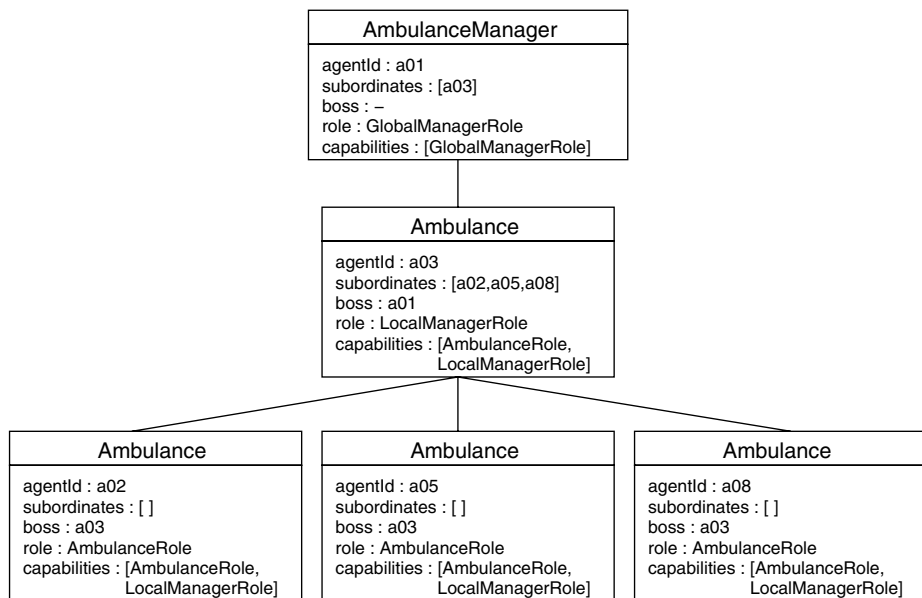 AmbulanceManager
agentId : a01
subordinates : [a03]
boss : –
role : GlobalManagerRole
capabilities : [GlobalManagerRole]
Ambulance
agentId : a03
subordinates : [a02,a05,a08]
boss : a01
role : LocalManagerRole
capabilities : [AmbulanceRole,
LocalManagerRole]
Ambulance
agentId : a02
subordinates : [ ]
boss : a03
role : AmbulanceRole
capabilities : [AmbulanceRole,
LocalManagerRole]
Ambulance
agentId : a05
subordinates : [ ]
boss : a03
role : AmbulanceRole
capabilities : [AmbulanceRole,
LocalManagerRole]
Ambulance
agentId : a08
subordinates : [ ]
boss : a03
role : AmbulanceRole
capabilities : [AmbulanceRole,
LocalManagerRole]